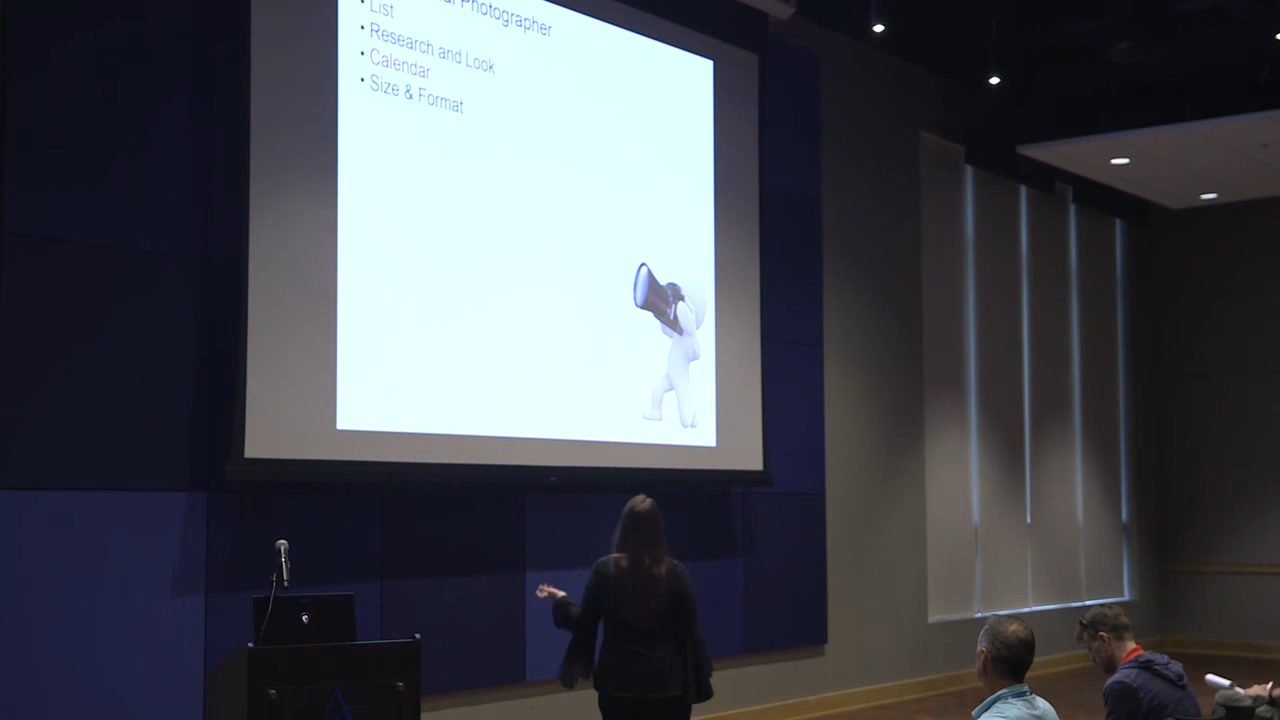 Photographer
• List
• Research and Look
• Calendar
• Size & Format